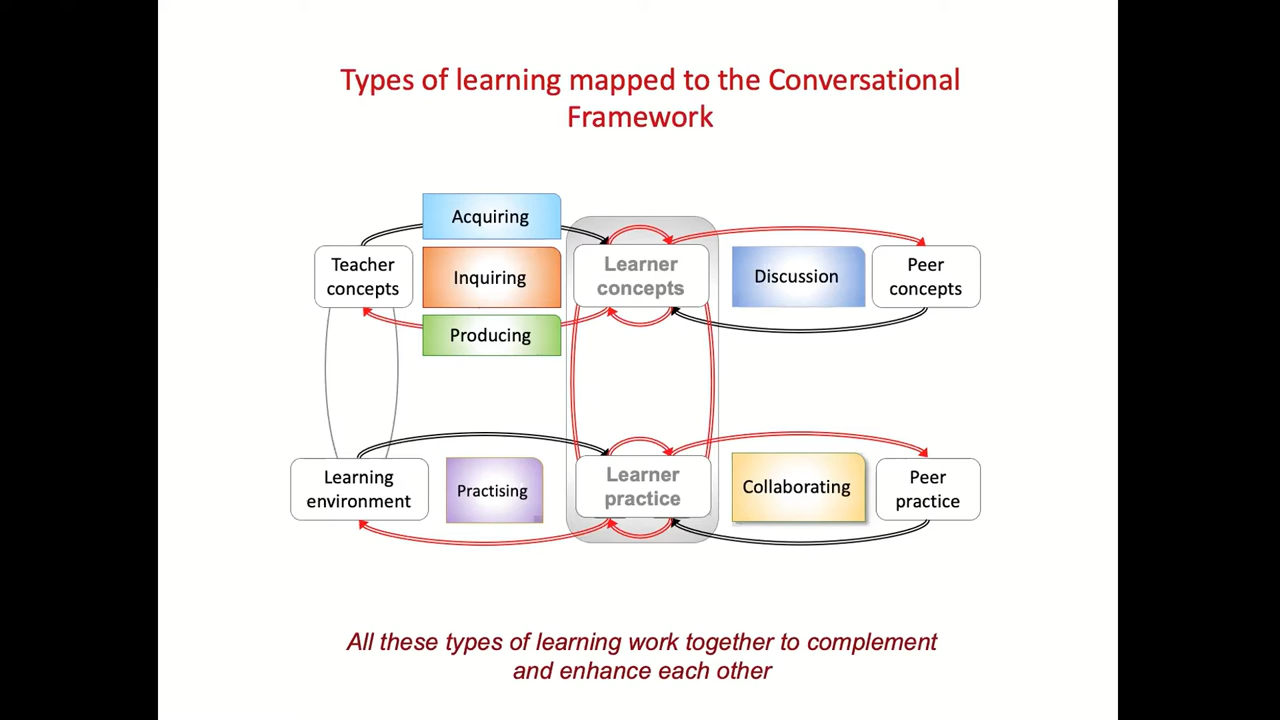 Types of learning mapped to the Conversational
Framework
Acquiring
Teacher
concepts
Inquiring
Learner
concepts
Discussion
Peer
concepts
Producing
Learning
environment
Practising
Learner
practice
Collaborating
Peer
practice
All these types of learning work together to complement
and enhance each other